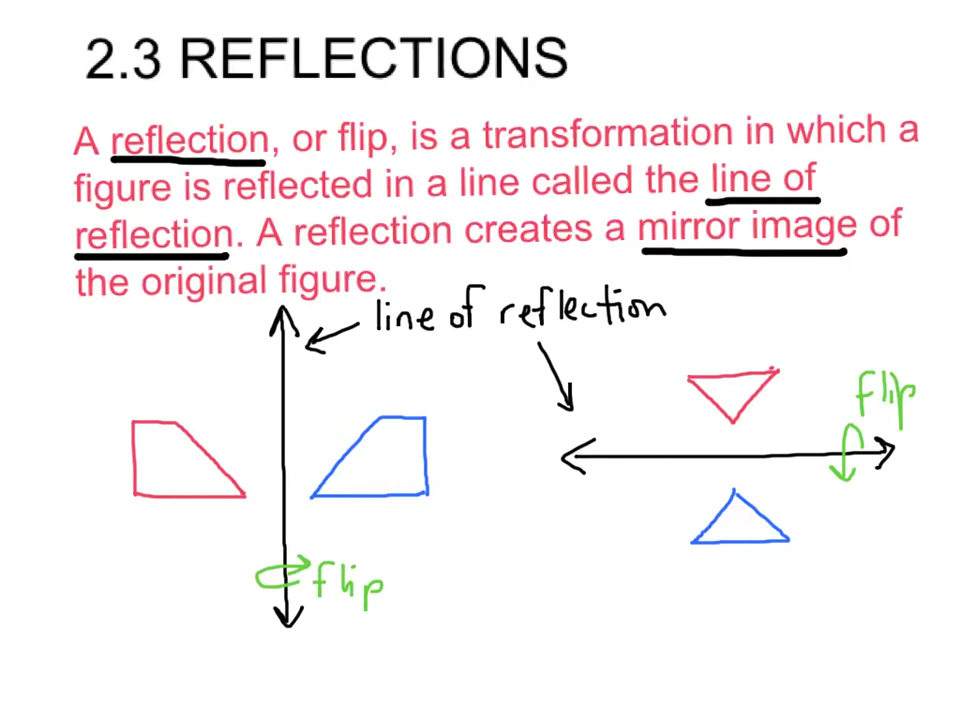 2.3 REFLECTIONS
A reflection, or flip, is a transformation in which a
figure is reflected in a line called the line of
reflection. A reflection creates a mirror image of
the original figure.
line of reflection
flip
flip